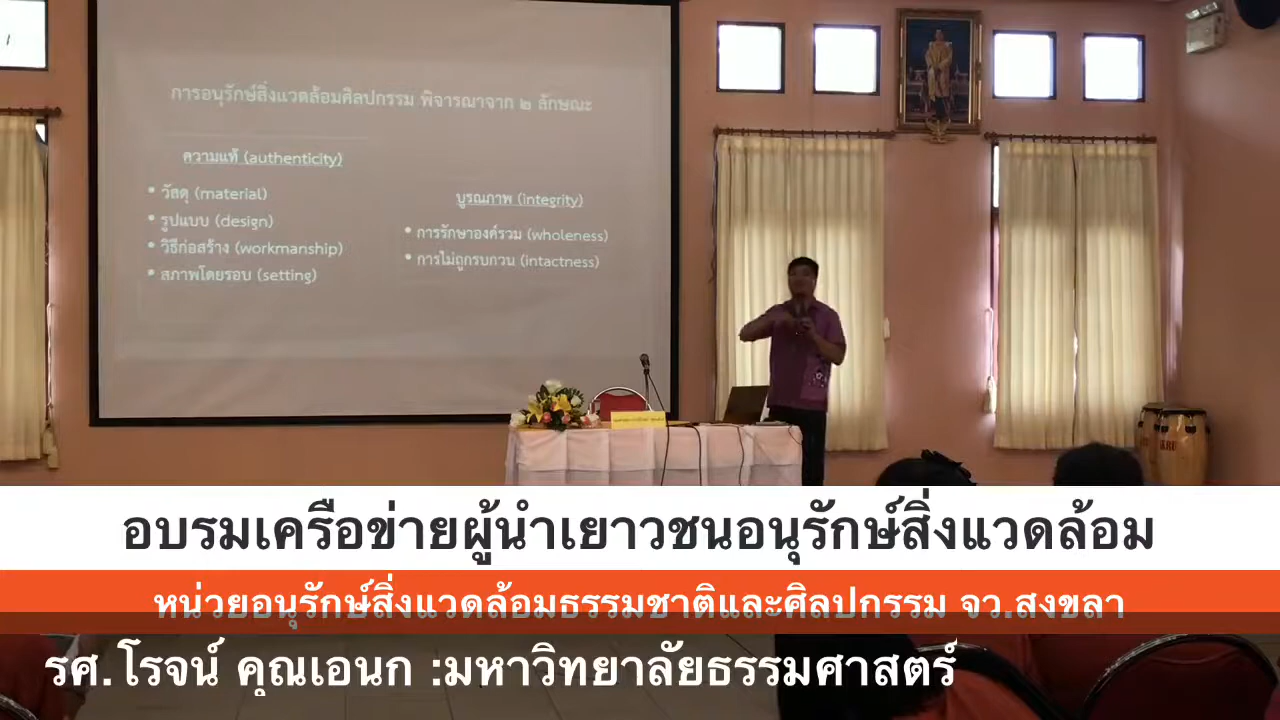 การอนุรักษ์สิ่งแวดล้อมศิลปกรรม พิจารณาจาก ๒ ลักษณะ
ความแท้ (authenticity)
• วัสดุ (material)
• รูปแบบ (design)
• วิธีก่อสร้าง (workmanship)
• สภาพโดยรอบ (setting)
บูรณภาพ (integrity)
• การรักษาองค์รวม (wholeness)
• การไม่ถูกรบกวน (intactness)
อบรมเครือข่ายผู้นำเยาวชนอนุรักษ์สิ่งแวดล้อม
หน่วยอนุรักษ์สิ่งแวดล้อมธรรมชาติและศิลปกรรม จว.สงขลา
รศ.โรจน์ คุณเอนก :มหาวิทยาลัยธรรมศาสตร์